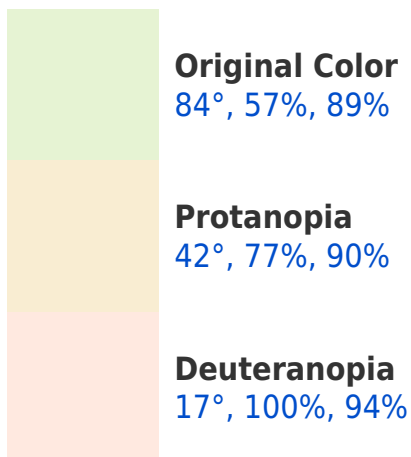 Original Color
84°, 57%, 89%
Protanopia
42°, 77%, 90%
Deuteranopia
17°, 100%, 94%